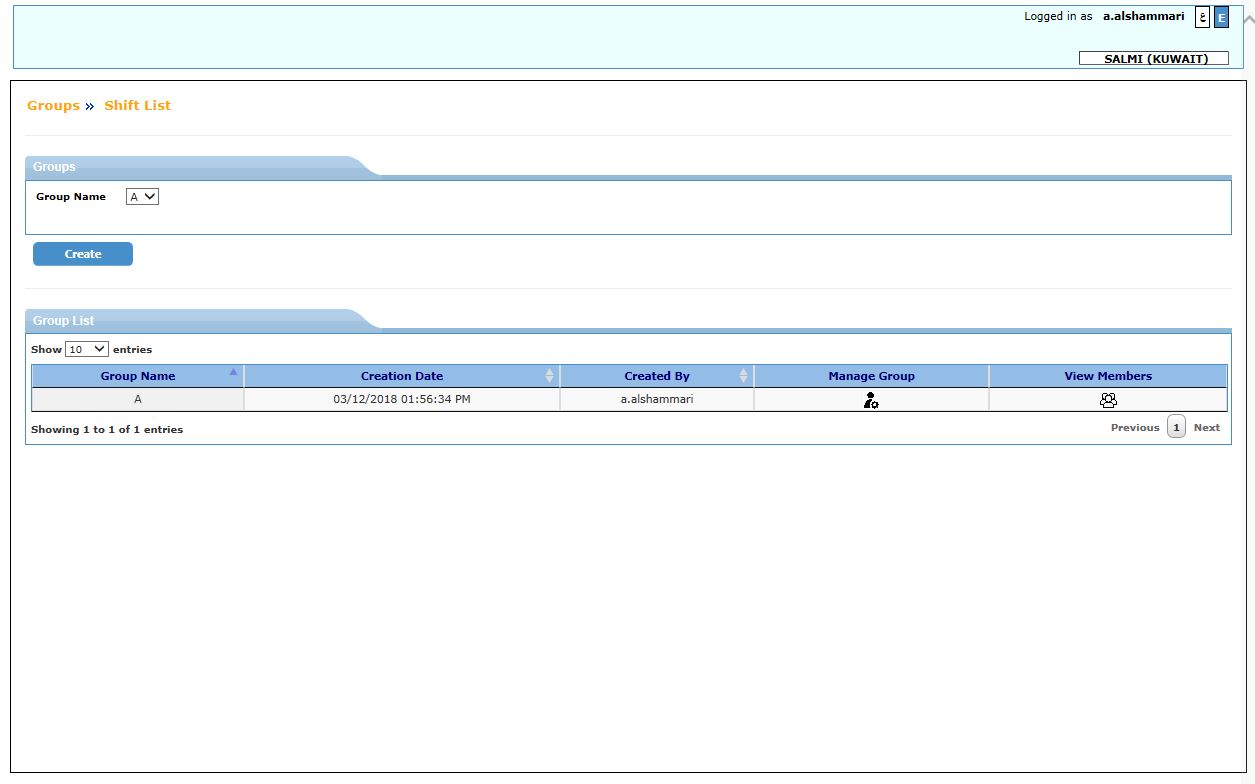 Logged in as a.alshammari ع E
SALMI (KUWAIT)
Groups » Shift List
Groups
Group Name A
Create
Group List
Show 10 entries
Group Name Creation Date Created By Manage Group View Members
A 03/12/2018 01:56:34 PM a.alshammari
Showing 1 to 1 of 1 entries Previous 1 Next